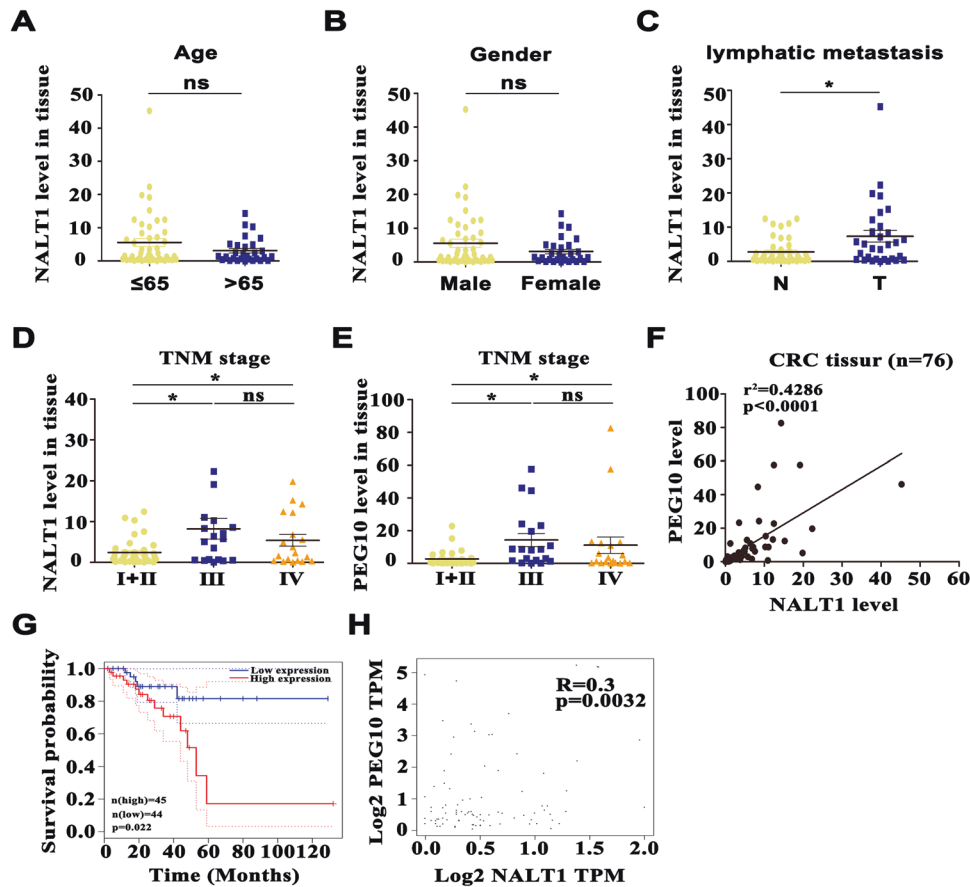 A
Age
ns
NALT1 level in tissue
50
40
30
20
10
0
≤65 >65
B
Gender
ns
NALT1 level in tissue
50
40
30
20
10
0
Male Female
C
lymphatic metastasis
*
NALT1 level in tissue
50
40
30
20
10
0
N T
D
TNM stage
*
* ns
NALT1 level in tissue
40
30
20
10
0
I+II III IV
E
TNM stage
*
* ns
PEG10 level in tissue
100
80
60
40
20
0
I+II III IV
F
CRC tissur (n=76)
r²=0.4286
p<0.0001
PEG10 level
100
80
60
40
20
0
0 10 20 30 40 50 60
NALT1 level
G
Survival probability
1.0
0.8
0.6
0.4
0.2
0.0
Low expression
High expression
n(high)=45
n(low)=44
p=0.022
0 20 40 60 80 100 120
Time (Months)
H
Log2 PEG10 TPM
5
4
3
2
1
0
R=0.3
p=0.0032
0.0 0.5 1.0 1.5 2.0
Log2 NALT1 TPM